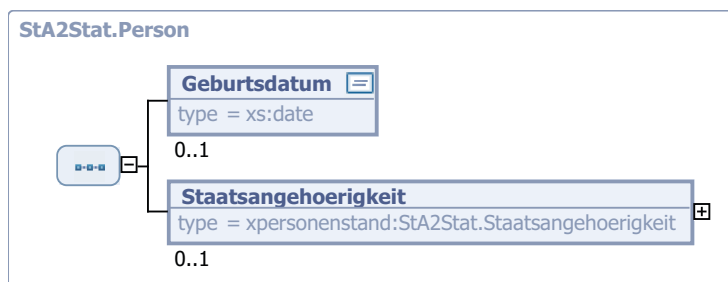 StA2Stat.Person
Geburtsdatum
type = xs:date
0..1
Staatsangehoerigkeit
type = xpersonenstand:StA2Stat.Staatsangehoerigkeit
0..1